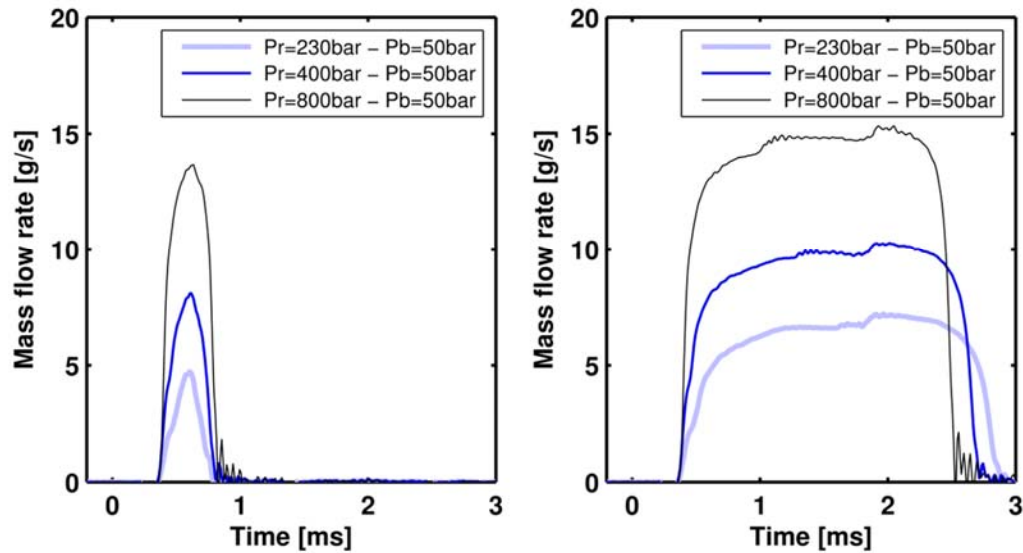 20
15
10
5
0
Mass flow rate [g/s]
Pr=230bar – Pb=50bar
Pr=400bar – Pb=50bar
Pr=800bar – Pb=50bar
0 1 2 3
Time [ms]
20
15
10
5
0
Mass flow rate [g/s]
Pr=230bar – Pb=50bar
Pr=400bar – Pb=50bar
Pr=800bar – Pb=50bar
0 1 2 3
Time [ms]